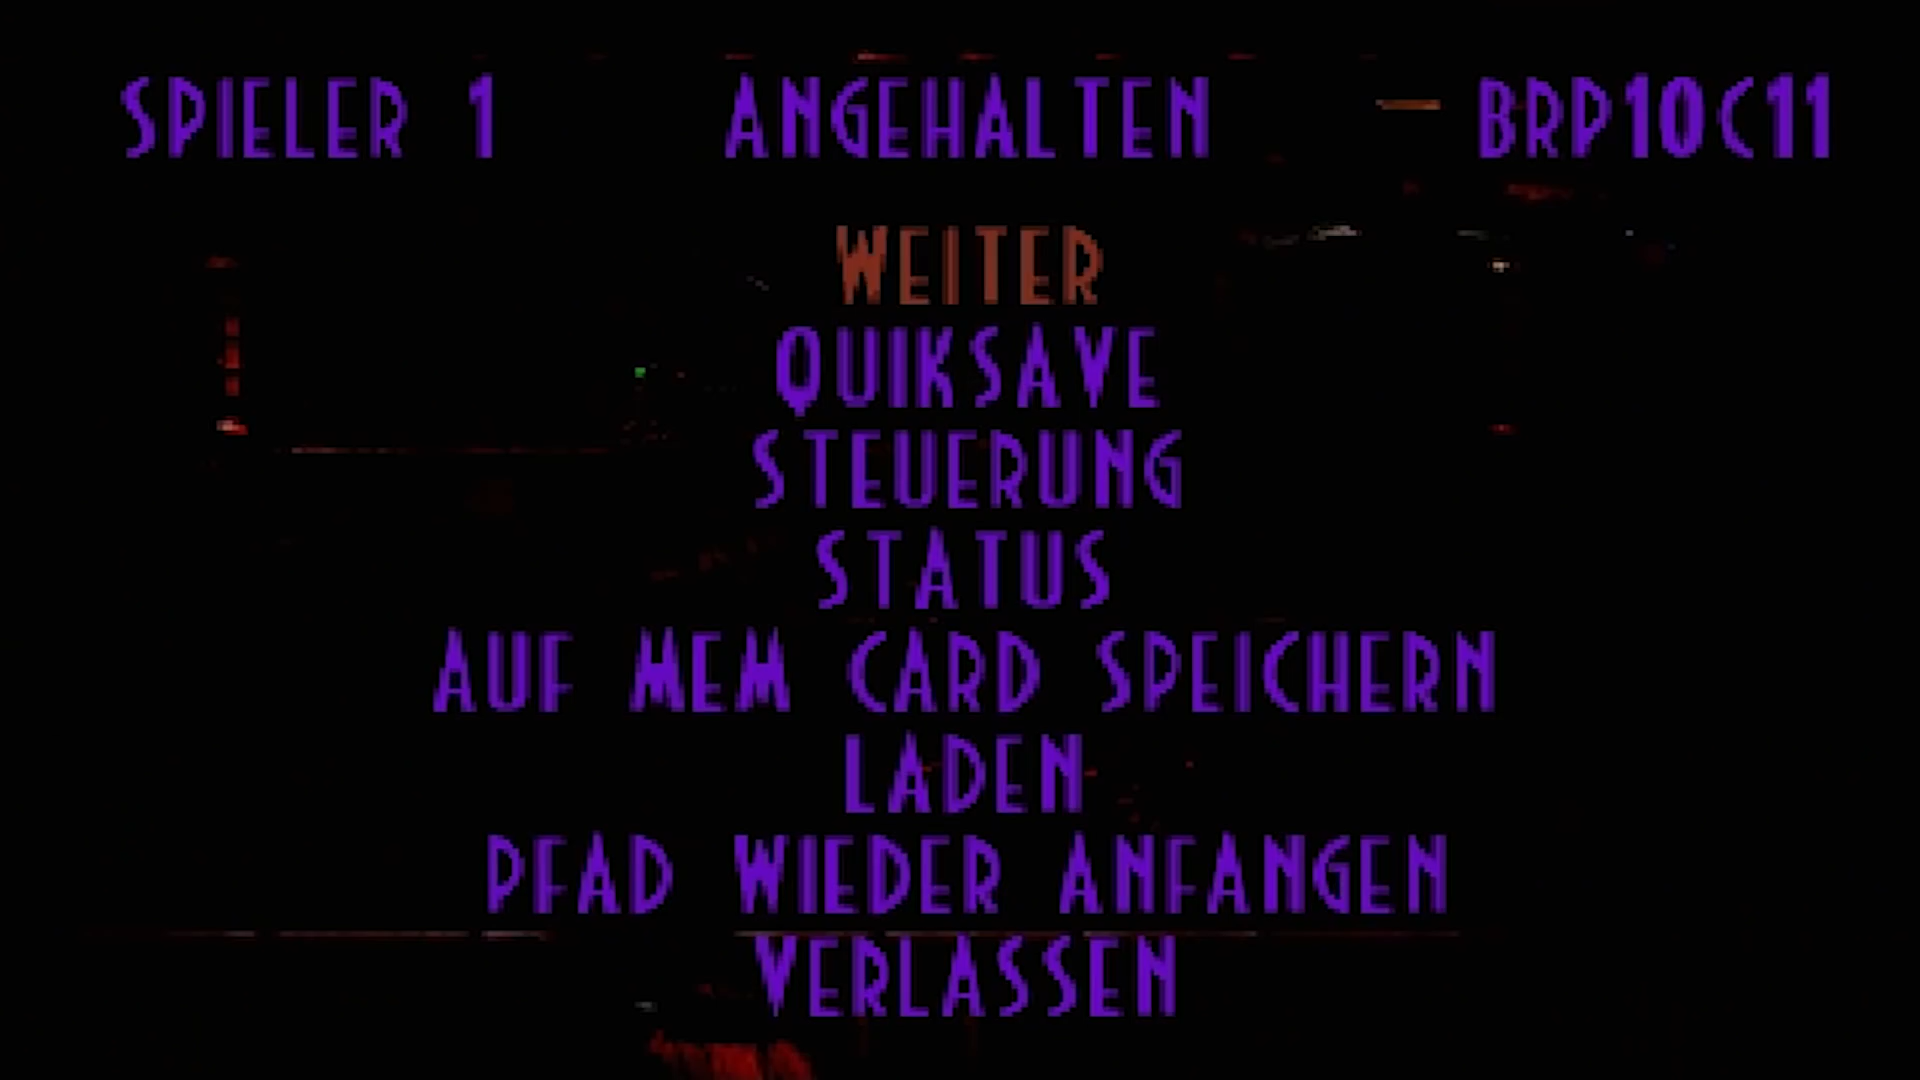 SPIELER 1 ANGEHALTEN BRP10C11
WEITER
QUIKSAVE
STEUERUNG
STATUS
AUF MEM CARD SPEICHERN
LADEN
PFAD WIEDER ANFANGEN
VERLASSEN